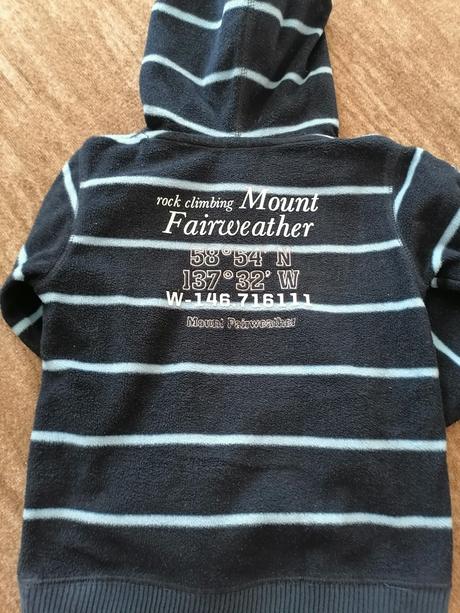 rock climbing Mount
Fairweather
58°54' N
137°32' W
W-146.716111
Mount Fairweather